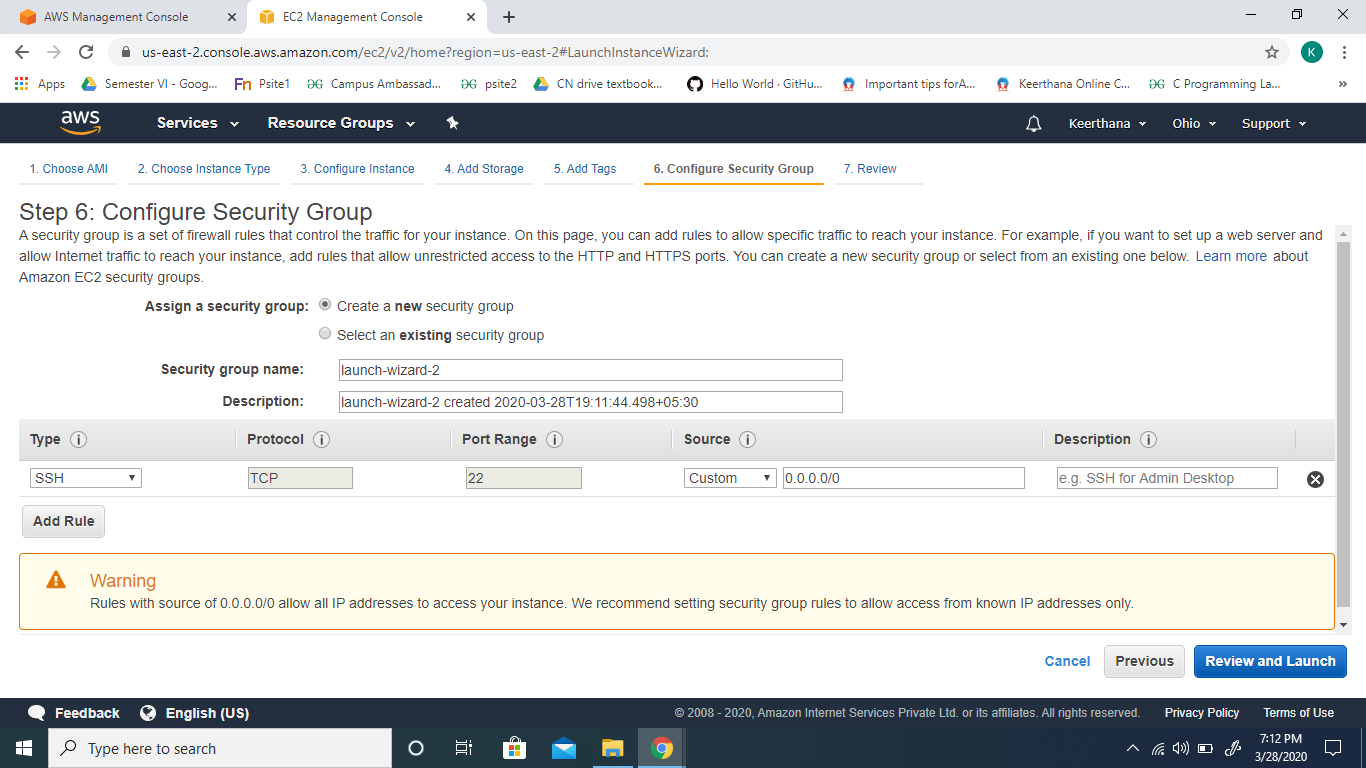 AWS Management Console
EC2 Management Console
us-east-2.console.aws.amazon.com/ec2/v2/home?region=us-east-2#LaunchInstanceWizard:
K
Apps
Semester VI - Goog...
Fn Psite1
Campus Ambassad...
psite2
CN drive textbook...
Hello World · GitHu...
Important tips forA...
Keerthana Online C...
C Programming La...
»
aws
Services
Resource Groups
Keerthana
Ohio
Support
1. Choose AMI
2. Choose Instance Type
3. Configure Instance
4. Add Storage
5. Add Tags
6. Configure Security Group
7. Review
Step 6: Configure Security Group
A security group is a set of firewall rules that control the traffic for your instance. On this page, you can add rules to allow specific traffic to reach your instance. For example, if you want to set up a web server and
allow Internet traffic to reach your instance, add rules that allow unrestricted access to the HTTP and HTTPS ports. You can create a new security group or select from an existing one below. Learn more about
Amazon EC2 security groups.
Assign a security group:
Create a new security group
Select an existing security group
Security group name:
launch-wizard-2
Description:
launch-wizard-2 created 2020-03-28T19:11:44.498+05:30
Type
Protocol
Port Range
Source
Description
SSH
TCP
22
Custom
0.0.0.0/0
e.g. SSH for Admin Desktop
Add Rule
Warning
Rules with source of 0.0.0.0/0 allow all IP addresses to access your instance. We recommend setting security group rules to allow access from known IP addresses only.
Cancel
Previous
Review and Launch
Feedback
English (US)
© 2008 - 2020, Amazon Internet Services Private Ltd. or its affiliates. All rights reserved.
Privacy Policy
Terms of Use
Type here to search
7:12 PM
3/28/2020